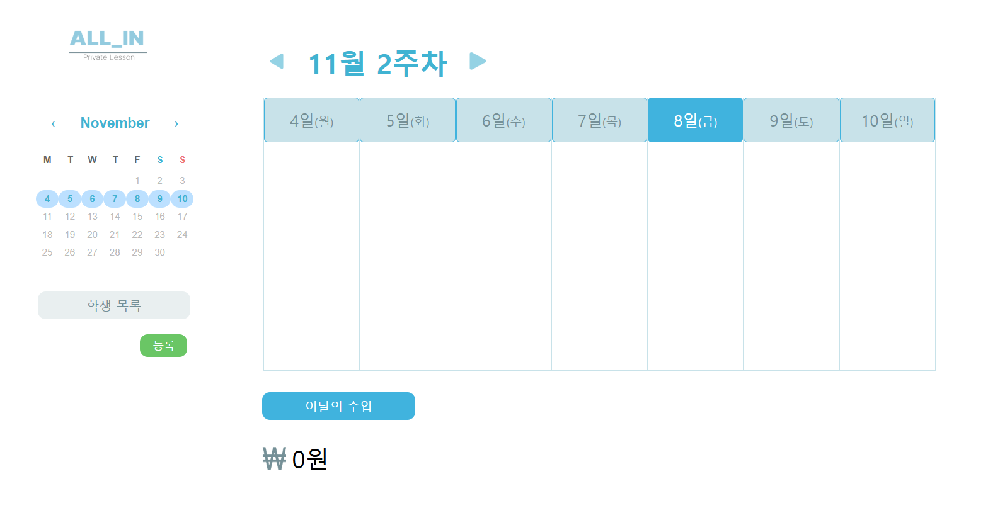 ALL_IN
Private Lesson
‹ November ›
M T W T F S S
1 2 3
4 5 6 7 8 9 10
11 12 13 14 15 16 17
18 19 20 21 22 23 24
25 26 27 28 29 30
학생 목록
등록
11월 2주차
4일(월) 5일(화) 6일(수) 7일(목) 8일(금) 9일(토) 10일(일)
이달의 수입
₩ 0원